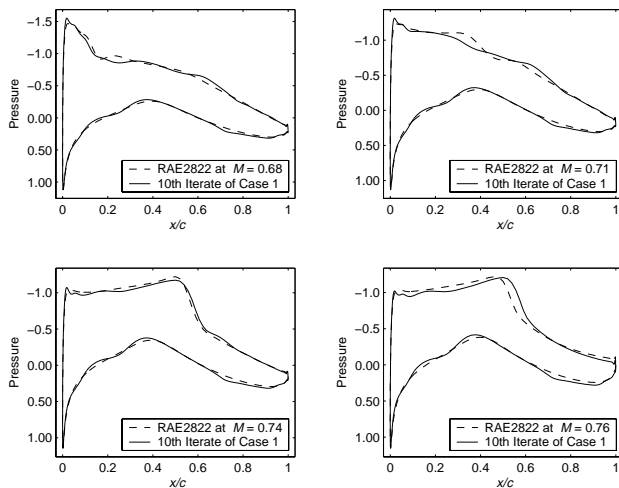 −1.5
−1.0
−0.5
0.00
0.50
1.00
Pressure
RAE2822 at M = 0.68
10th Iterate of Case 1
0 0.2 0.4 0.6 0.8 1
x/c
−1.0
−0.5
0.00
0.50
1.00
Pressure
RAE2822 at M = 0.71
10th Iterate of Case 1
0 0.2 0.4 0.6 0.8 1
x/c
−1.0
−0.5
0.00
0.50
1.00
Pressure
RAE2822 at M = 0.74
10th Iterate of Case 1
0 0.2 0.4 0.6 0.8 1
x/c
−1.0
−0.5
0.00
0.50
1.00
Pressure
RAE2822 at M = 0.76
10th Iterate of Case 1
0 0.2 0.4 0.6 0.8 1
x/c